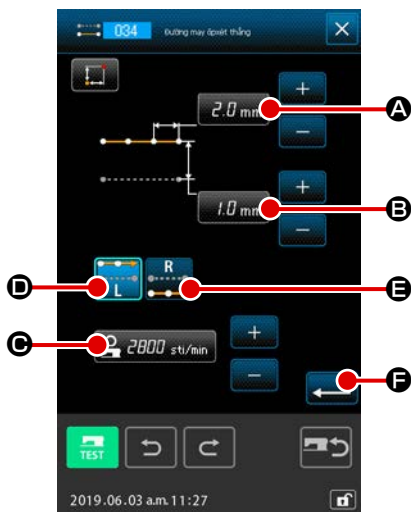 034 Đường may ốpxét thẳng
2.0 mm
A
1.0 mm
B
L
R
D
E
C
2800 sti/min
F
TEST
2019.06.03 a.m. 11:27